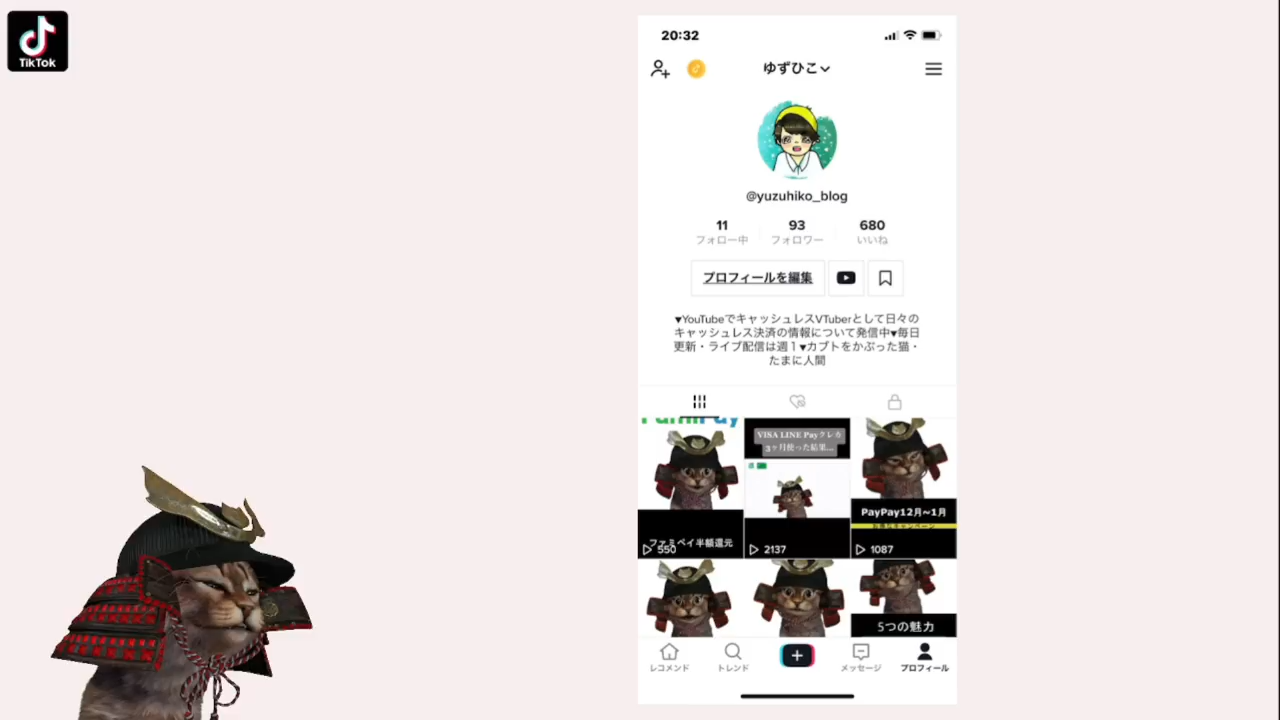 TikTok
20:32
ゆずひこ
@yuzuhiko_blog
11 93 680
フォロー中 フォロワー いいね
プロフィールを編集
▼YouTubeでキャッシュレスVTuberとして日々の
キャッシュレス決済の情報について発信中▼毎日
更新・ライブ配信は週1▼カブトをかぶった猫・
たまに人間
FamiPay
VISA LINE Payクレカ
3ヶ月使った結果...
PayPay12月~1月
ファミペイ半額還元
550
2137
1087
5つの魅力
レコメンド トレンド メッセージ プロフィール